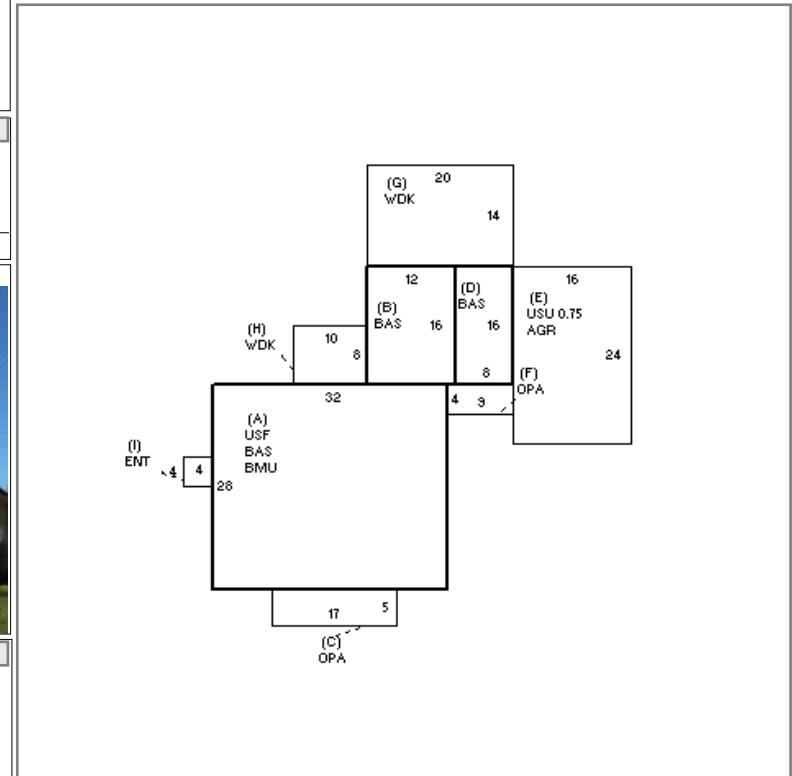 (G)
WDK
20
14
12
(B)
BAS
16
(D)
BAS
16
8
16
(E)
USU 0.75
AGR
24
(H)
WDK
10
8
(F)
OPA
4
9
32
(A)
USF
BAS
BMU
28
(I)
ENT
4
4
17
5
(C)
OPA